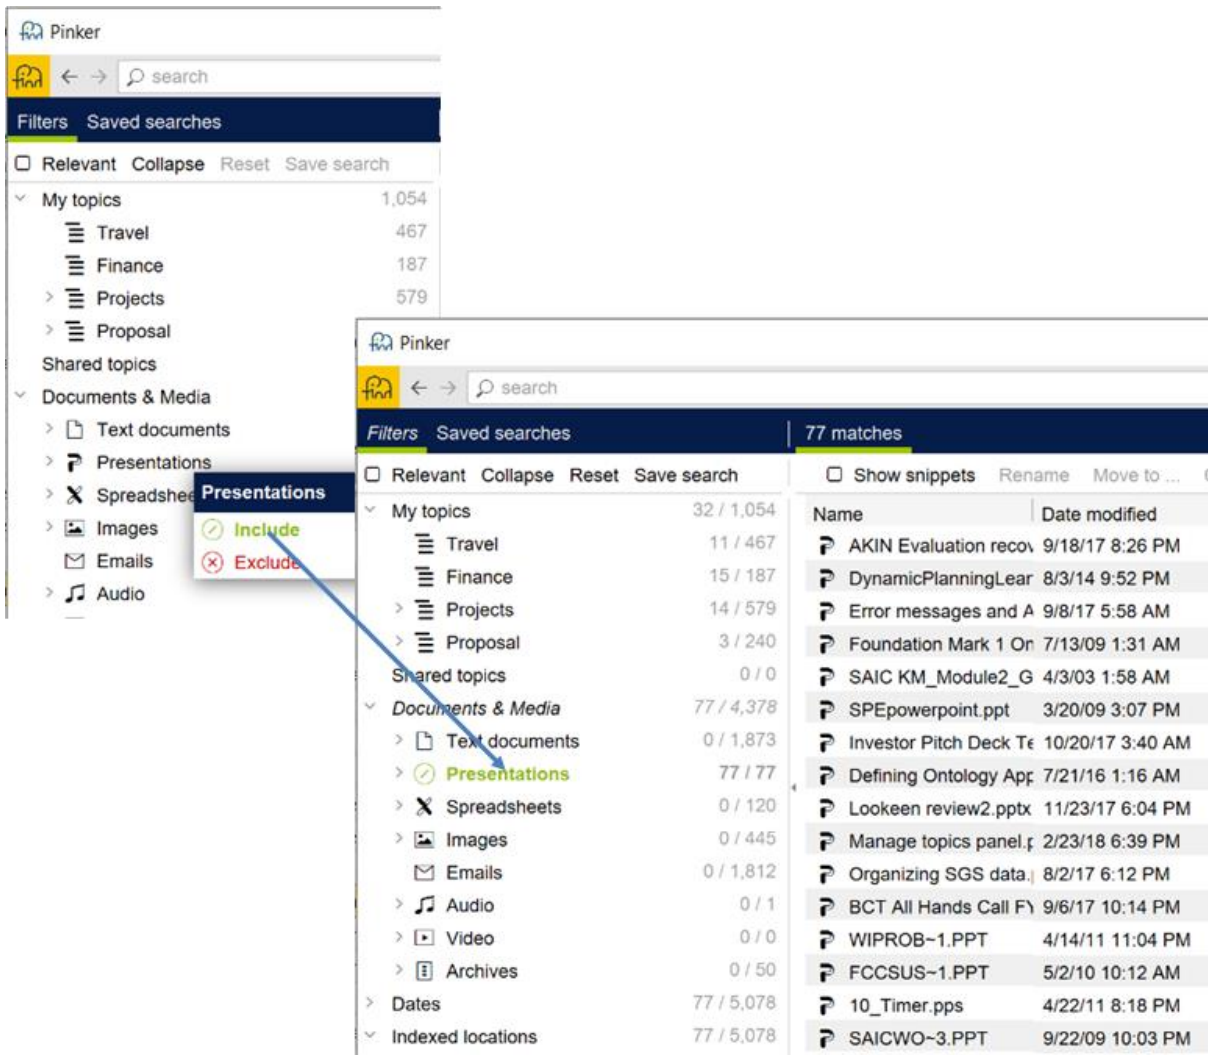 Pinker
search
Filters Saved searches
Relevant Collapse Reset Save search
My topics 1,054
Travel 467
Finance 187
Projects 579
Proposal
Shared topics
Documents & Media
Text documents
Presentations
Spreadshee
Images
Emails
Audio
Presentations
Include
Exclude
Pinker
search
Filters Saved searches 77 matches
Relevant Collapse Reset Save search Show snippets Rename Move to ...
My topics 32 / 1,054 Name Date modified
Travel 11 / 467 AKIN Evaluation recov 9/18/17 8:26 PM
Finance 15 / 187 DynamicPlanningLear 8/3/14 9:52 PM
Projects 14 / 579 Error messages and A 9/8/17 5:58 AM
Proposal 3 / 240 Foundation Mark 1 On 7/13/09 1:31 AM
Shared topics 0 / 0 SAIC KM_Module2_G 4/3/03 1:58 AM
Documents & Media 77 / 4,378 SPEpowerpoint.ppt 3/20/09 3:07 PM
Text documents 0 / 1,873 Investor Pitch Deck Te 10/20/17 3:40 AM
Presentations 77 / 77 Defining Ontology App 7/21/16 1:16 AM
Spreadsheets 0 / 120 Lookeen review2.pptx 11/23/17 6:04 PM
Images 0 / 445 Manage topics panel.p 2/23/18 6:39 PM
Emails 0 / 1,812 Organizing SGS data. 8/2/17 6:12 PM
Audio 0 / 1 BCT All Hands Call FY 9/6/17 10:14 PM
Video 0 / 0 WIPROB~1.PPT 4/14/11 11:04 PM
Archives 0 / 50 FCCSUS~1.PPT 5/2/10 10:12 AM
Dates 77 / 5,078 10_Timer.pps 4/22/11 8:18 PM
Indexed locations 77 / 5,078 SAICWO~3.PPT 9/22/09 10:03 PM